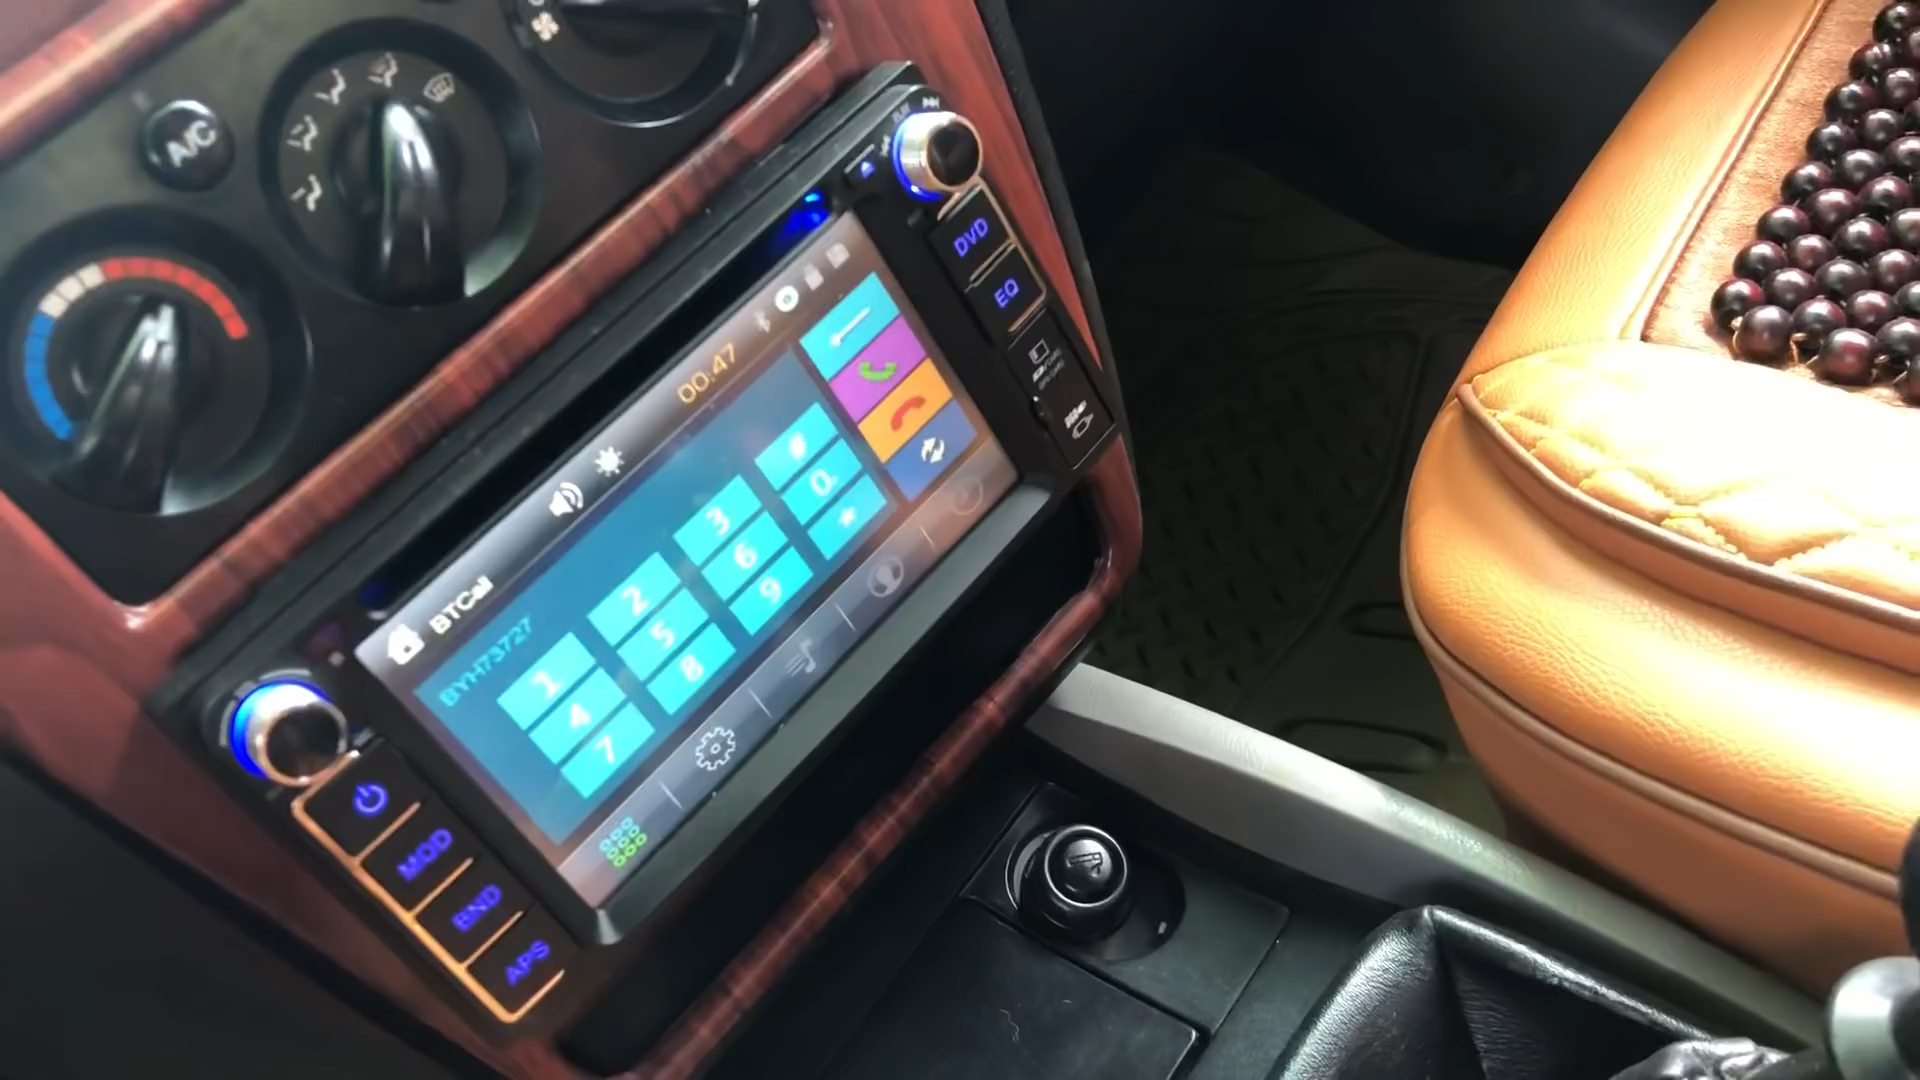 A/C
DVD
EQ
00:47
BTCall
BYH73727
1 2 3 #
4 5 6 0
7 8 9 *
MOD
BND
APS